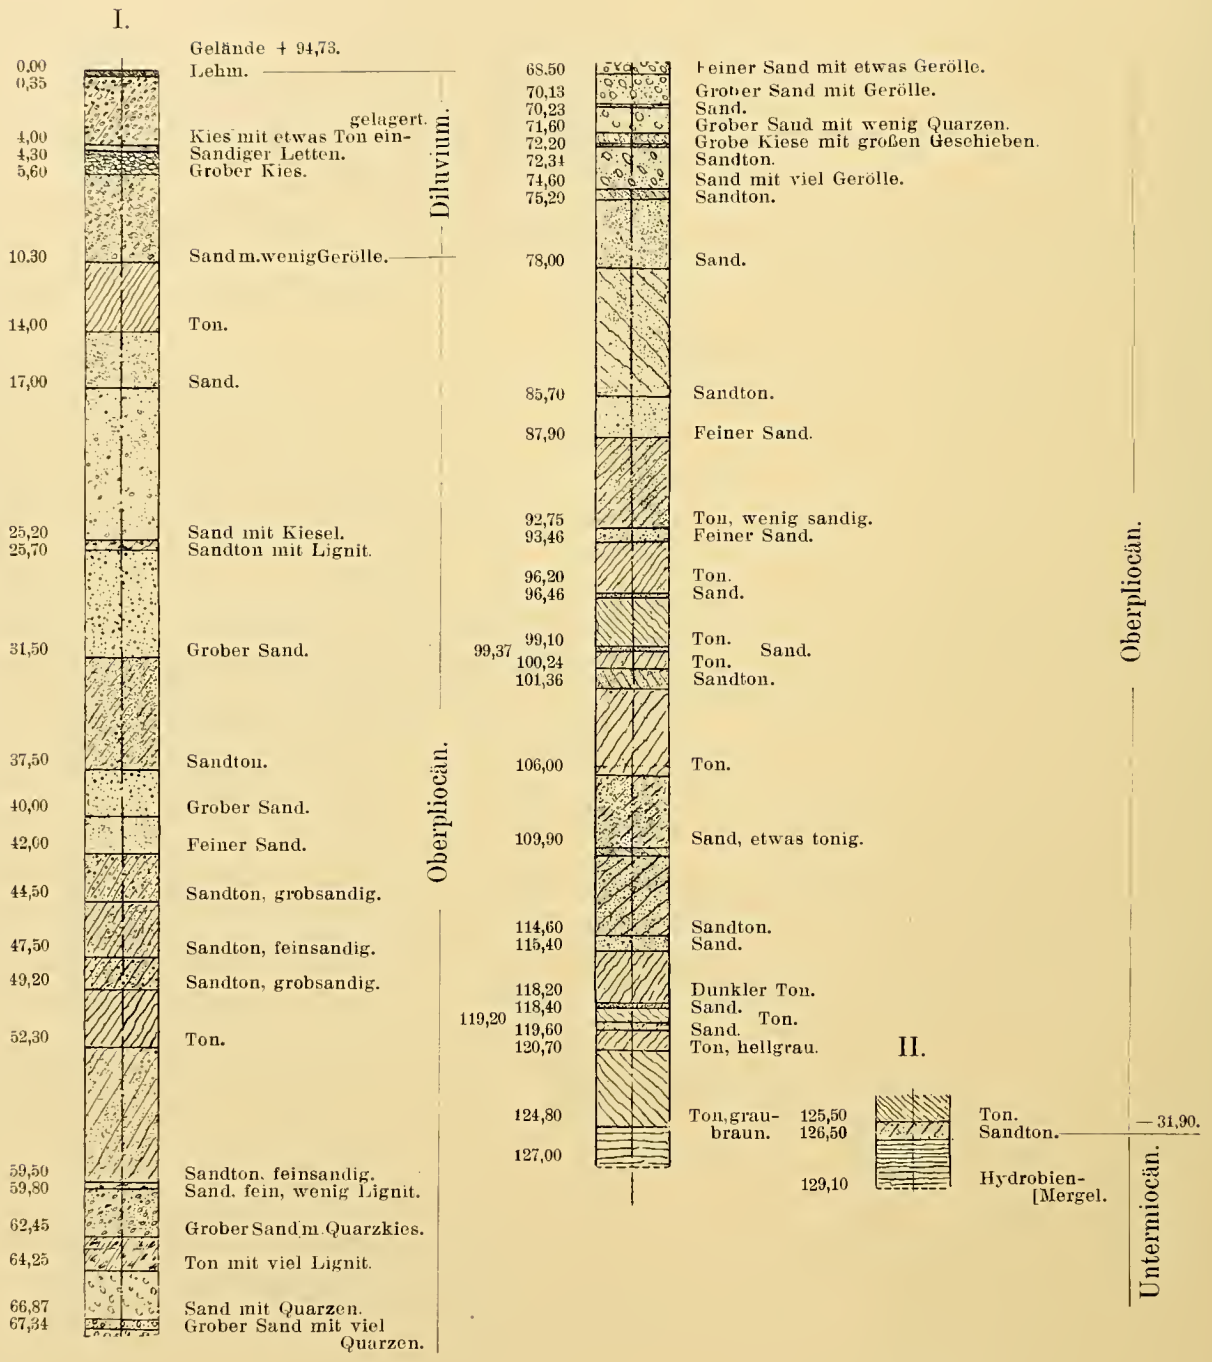 I.
Gelände + 94,73.
0,00
Lehm.
0,35
gelagert.
4,00 Kies mit etwas Ton ein-
4,30 Sandiger Letten.
5,60 Grober Kies.
10.30 Sand m. wenig Gerölle.
14,00 Ton.
17,00 Sand.
25,20 Sand mit Kiesel.
25,70 Sandton mit Lignit.
31,50 Grober Sand.
37,50 Sandton.
40,00 Grober Sand.
42,00 Feiner Sand.
44,50 Sandton, grobsandig.
47,50 Sandton, feinsandig.
49,20 Sandton, grobsandig.
52,30 Ton.
59,50 Sandton, feinsandig.
59,80 Sand, fein, wenig Lignit.
62,45 Grober Sand m. Quarzkies.
64,25 Ton mit viel Lignit.
66,87 Sand mit Quarzen.
67,34 Grober Sand mit viel
Quarzen.
Diluvium.
Oberpliocän.
68.50 Feiner Sand mit etwas Gerölle.
70,13 Grober Sand mit Gerölle.
70,23 Sand.
71,60 Grober Sand mit wenig Quarzen.
72,20 Grobe Kiese mit großen Geschieben.
72,34 Sandton.
74,60 Sand mit viel Gerölle.
75,20 Sandton.
78,00 Sand.
85,70 Sandton.
87,90 Feiner Sand.
92,75 Ton, wenig sandig.
93,46 Feiner Sand.
96,20 Ton.
96,46 Sand.
99,10 Ton.
99,37 Sand.
100,24 Ton.
101,36 Sandton.
106,00 Ton.
109,90 Sand, etwas tonig.
114,60 Sandton.
115,40 Sand.
118,20 Dunkler Ton.
118,40 Sand.
119,20 Ton.
119,60 Sand.
120,70 Ton, hellgrau.
124,80 Ton, grau-
braun.
127,00
Oberpliocän.
II.
125,50 Ton.
126,50 Sandton.
— 31,90.
129,10 Hydrobien-
[Mergel.
Untermiocän.